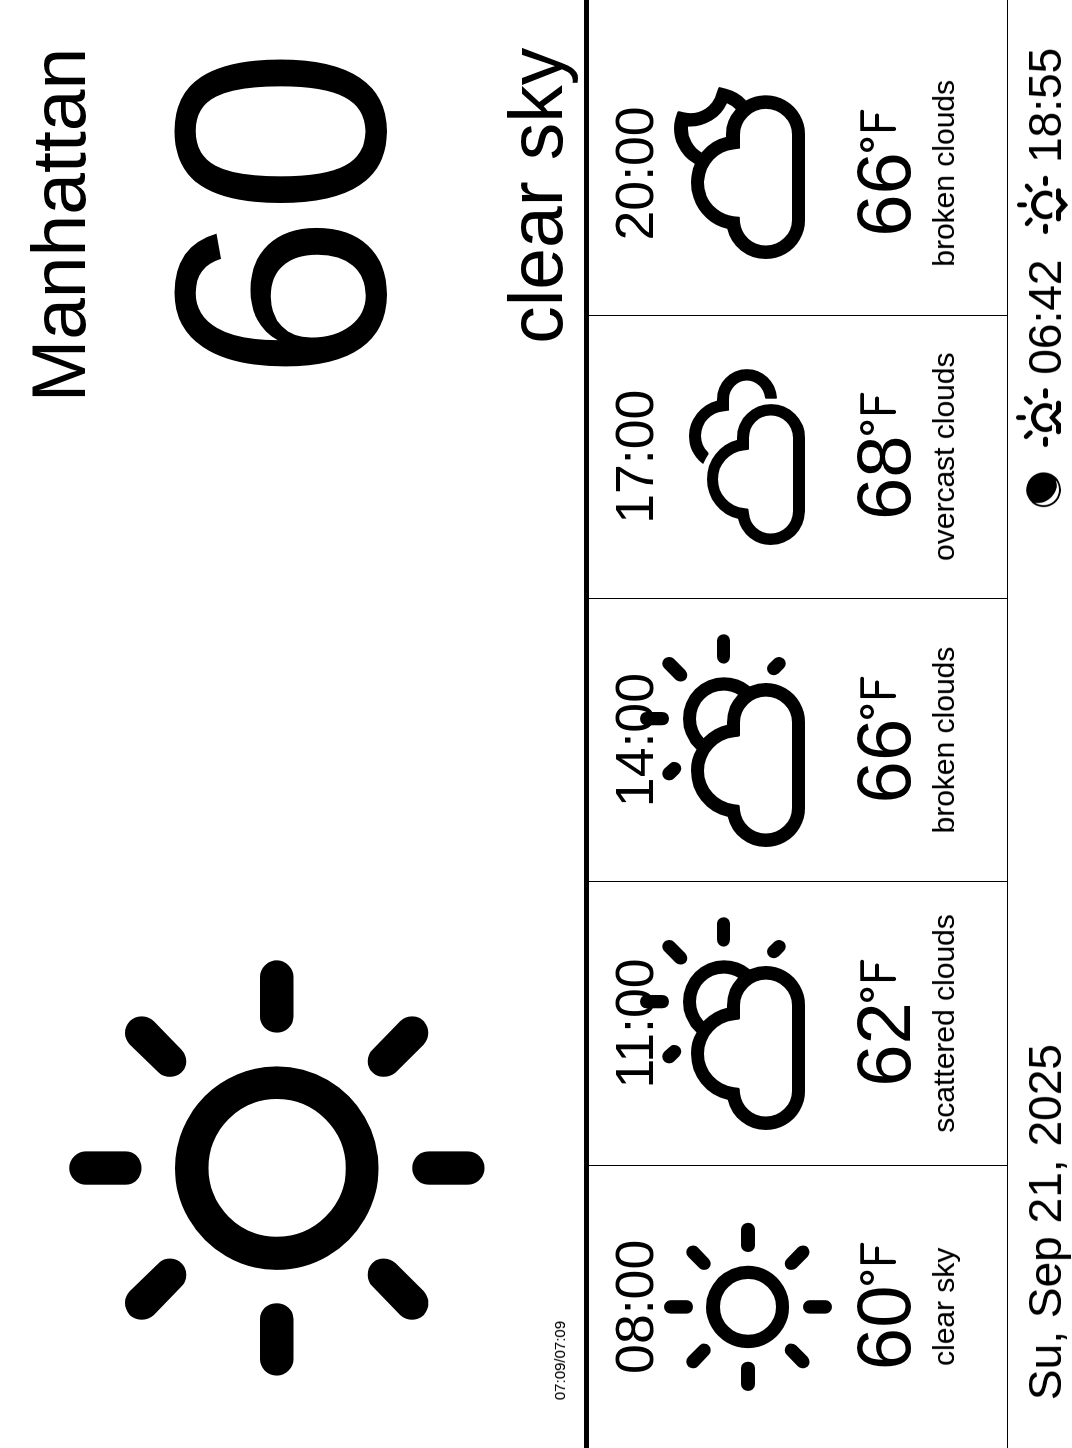 Manhattan
60
clear sky
07:09/07:09
08:00
60°F
clear sky
11:00
62°F
scattered clouds
14:00
66°F
broken clouds
17:00
68°F
overcast clouds
20:00
66°F
broken clouds
Su, Sep 21, 2025
06:42
18:55